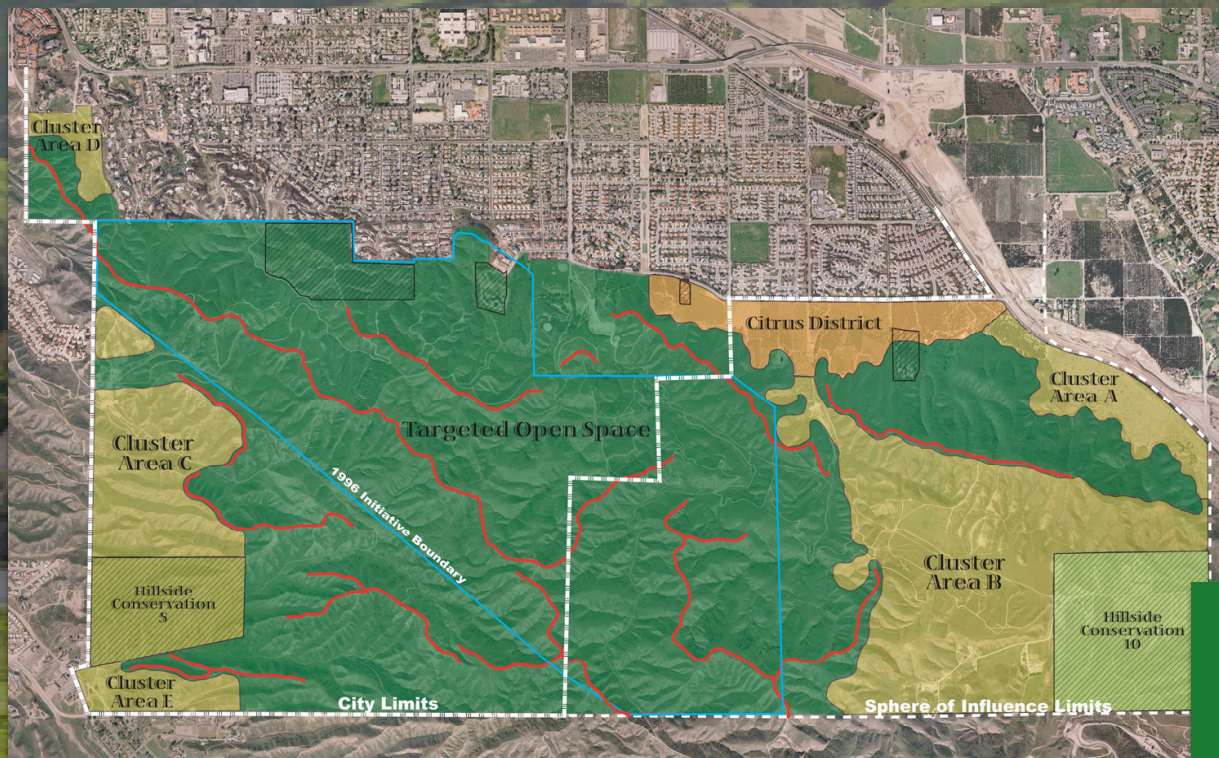 Cluster
Area D
Citrus District
Cluster
Area A
Targeted Open Space
Cluster
Area C
1996 Initiative Boundary
Cluster
Area B
Hillside
Conservation
5
Hillside
Conservation
10
Cluster
Area E
City Limits
Sphere of Influence Limits